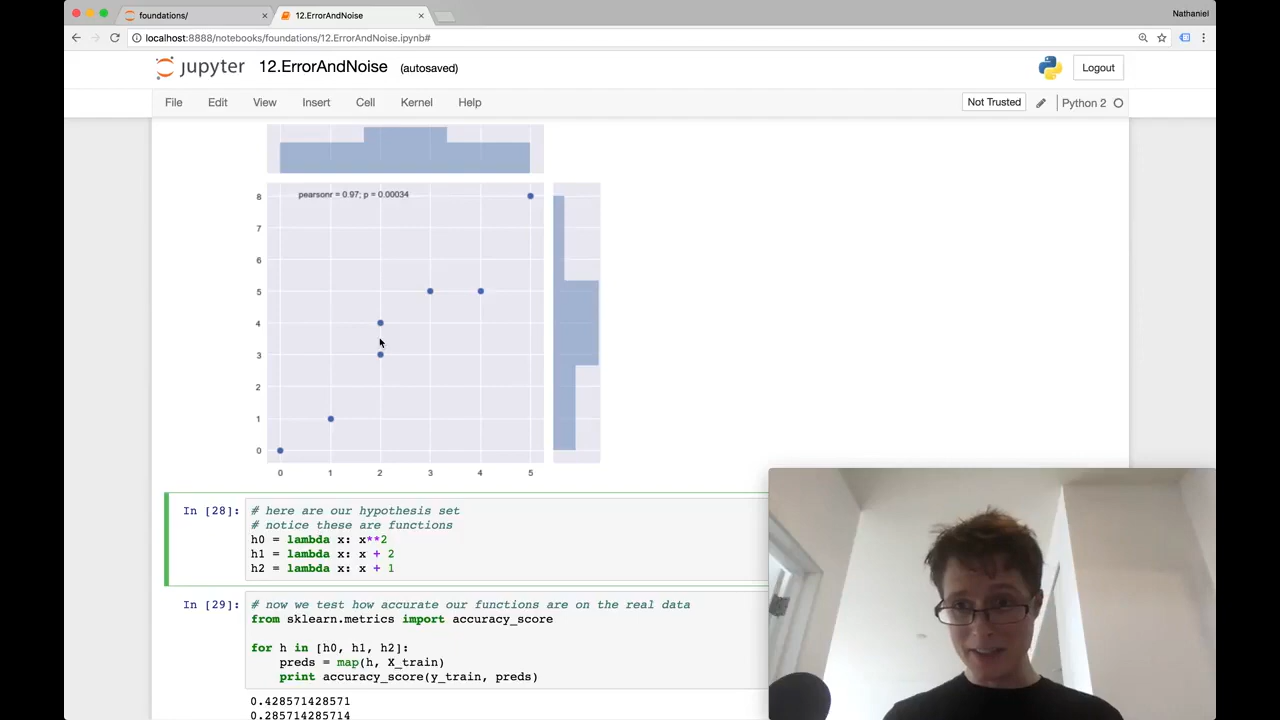 foundations/
12.ErrorAndNoise
Nathaniel
localhost:8888/notebooks/foundations/12.ErrorAndNoise.ipynb#
jupyter 12.ErrorAndNoise (autosaved)
Logout
File Edit View Insert Cell Kernel Help
Not Trusted
Python 2
pearsonr = 0.97; p = 0.00034
8
7
6
5
4
3
2
1
0
0 1 2 3 4 5
In [28]:
# here are our hypothesis set
# notice these are functions
h0 = lambda x: x**2
h1 = lambda x: x + 2
h2 = lambda x: x + 1
In [29]:
# now we test how accurate our functions are on the real data
from sklearn.metrics import accuracy_score
for h in [h0, h1, h2]:
    preds = map(h, X_train)
    print accuracy_score(y_train, preds)
0.428571428571
0.285714285714